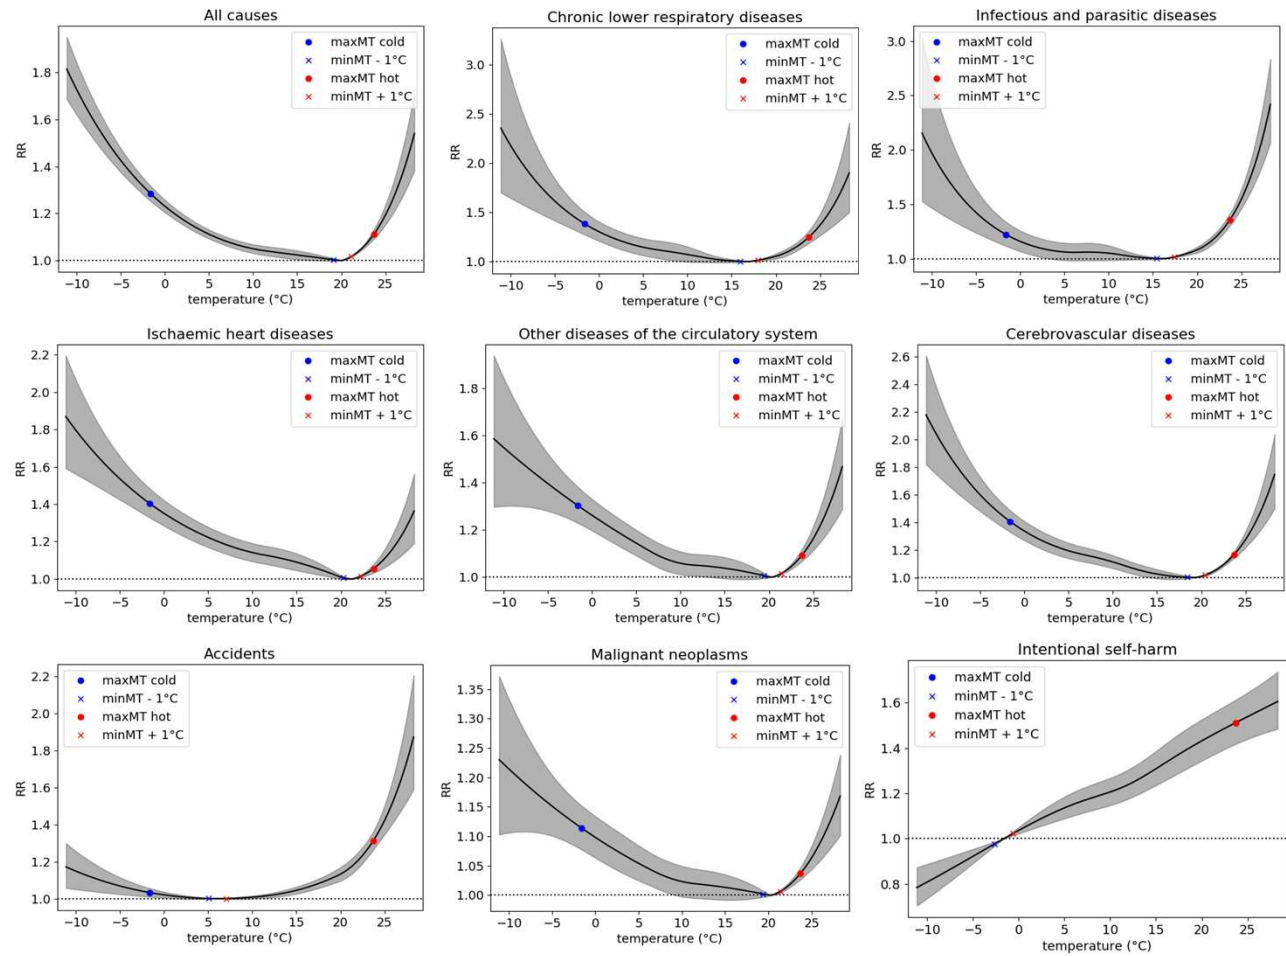 All causes
1.8
1.6
1.4
1.2
1.0
RR
−10 −5 0 5 10 15 20 25
temperature (°C)
maxMT cold
minMT - 1°C
maxMT hot
minMT + 1°C
Chronic lower respiratory diseases
3.0
2.5
2.0
1.5
1.0
RR
−10 −5 0 5 10 15 20 25
temperature (°C)
maxMT cold
minMT - 1°C
maxMT hot
minMT + 1°C
Infectious and parasitic diseases
3.0
2.5
2.0
1.5
1.0
RR
−10 −5 0 5 10 15 20 25
temperature (°C)
maxMT cold
minMT - 1°C
maxMT hot
minMT + 1°C
Ischaemic heart diseases
2.2
2.0
1.8
1.6
1.4
1.2
1.0
RR
−10 −5 0 5 10 15 20 25
temperature (°C)
maxMT cold
minMT - 1°C
maxMT hot
minMT + 1°C
Other diseases of the circulatory system
1.8
1.6
1.4
1.2
1.0
RR
−10 −5 0 5 10 15 20 25
temperature (°C)
maxMT cold
minMT - 1°C
maxMT hot
minMT + 1°C
Cerebrovascular diseases
2.6
2.4
2.2
2.0
1.8
1.6
1.4
1.2
1.0
RR
−10 −5 0 5 10 15 20 25
temperature (°C)
maxMT cold
minMT - 1°C
maxMT hot
minMT + 1°C
Accidents
2.2
2.0
1.8
1.6
1.4
1.2
1.0
RR
−10 −5 0 5 10 15 20 25
temperature (°C)
maxMT cold
minMT - 1°C
maxMT hot
minMT + 1°C
Malignant neoplasms
1.35
1.30
1.25
1.20
1.15
1.10
1.05
1.00
RR
−10 −5 0 5 10 15 20 25
temperature (°C)
maxMT cold
minMT - 1°C
maxMT hot
minMT + 1°C
Intentional self-harm
1.6
1.4
1.2
1.0
0.8
RR
−10 −5 0 5 10 15 20 25
temperature (°C)
maxMT cold
minMT - 1°C
maxMT hot
minMT + 1°C